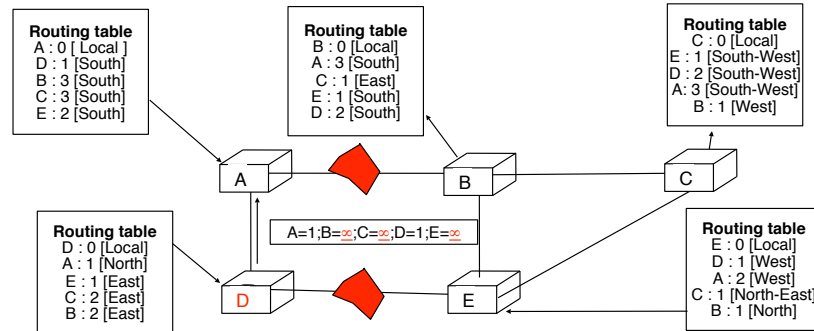 Routing table
A : 0 [ Local ]
D : 1 [South]
B : 3 [South]
C : 3 [South]
E : 2 [South]
Routing table
B : 0 [Local]
A : 3 [South]
C : 1 [East]
E : 1 [South]
D : 2 [South]
Routing table
C : 0 [Local]
E : 1 [South-West]
D : 2 [South-West]
A: 3 [South-West]
B : 1 [West]
A
B
C
A=1;B=∞;C=∞;D=1;E=∞
Routing table
D : 0 [Local]
A : 1 [North]
E : 1 [East]
C : 2 [East]
B : 2 [East]
D
E
Routing table
E : 0 [Local]
D : 1 [West]
A : 2 [West]
C : 1 [North-East]
B : 1 [North]